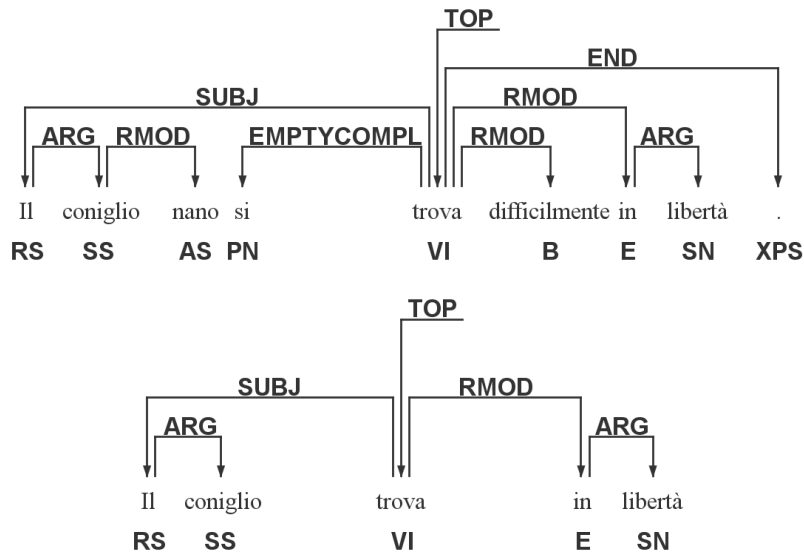 TOP
END
SUBJ RMOD
ARG RMOD EMPTYCOMPL RMOD ARG
Il coniglio nano si trova difficilmente in libertà .
RS SS AS PN VI B E SN XPS
TOP
SUBJ RMOD
ARG ARG
Il coniglio trova in libertà
RS SS VI E SN